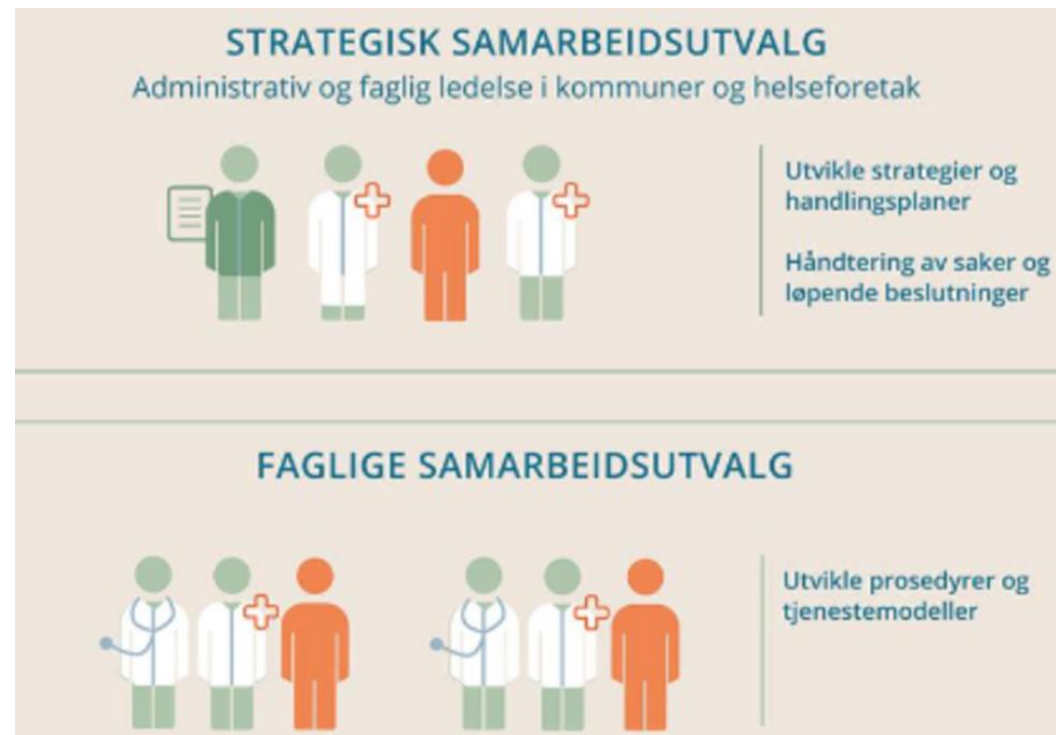 STRATEGISK SAMARBEIDSUTVALG
Administrativ og faglig ledelse i kommuner og helseforetak
Utvikle strategier og
handlingsplaner
Håndtering av saker og
løpende beslutninger
FAGLIGE SAMARBEIDSUTVALG
Utvikle prosedyrer og
tjenestemodeller